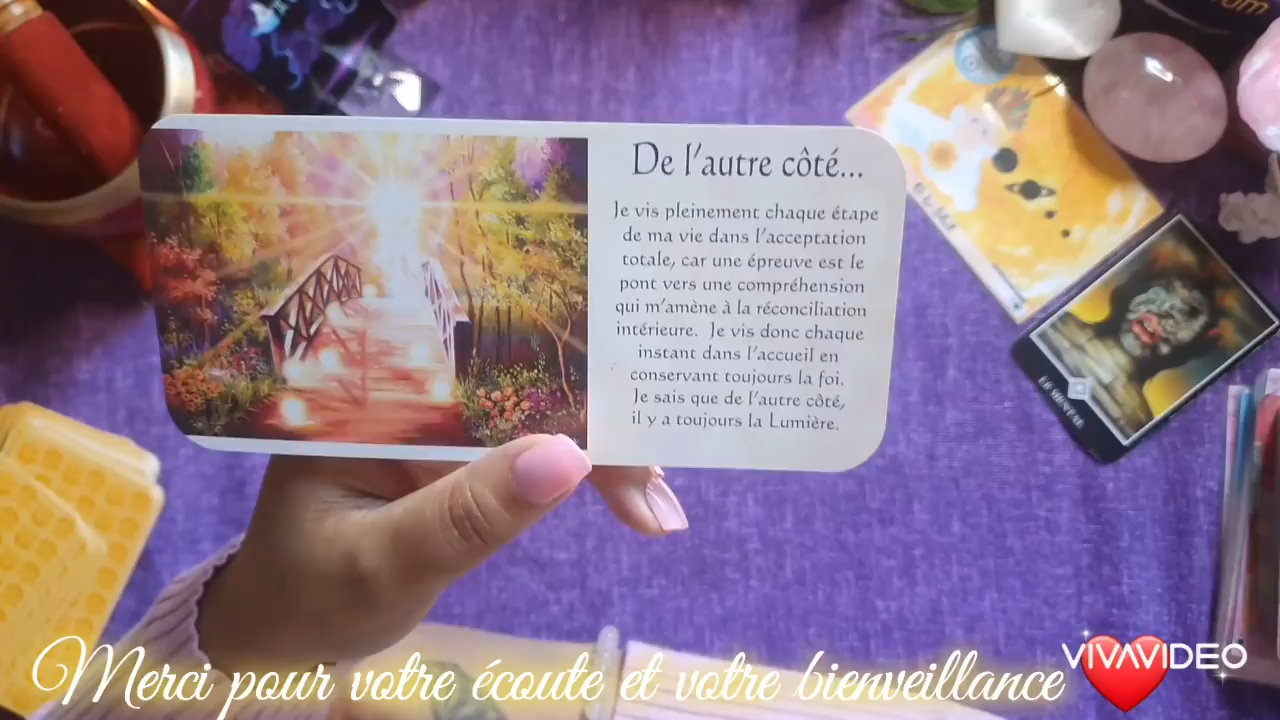 De l'autre côté...
Je vis pleinement chaque étape
de ma vie dans l'acceptation
totale, car une épreuve est le
pont vers une compréhension
qui m'amène à la réconciliation
intérieure. Je vis donc chaque
instant dans l'accueil en
conservant toujours la foi.
Je sais que de l'autre côté,
il y a toujours la Lumière.
LE MENTAL
Merci pour votre écoute et votre bienveillance
VIVAVIDEO